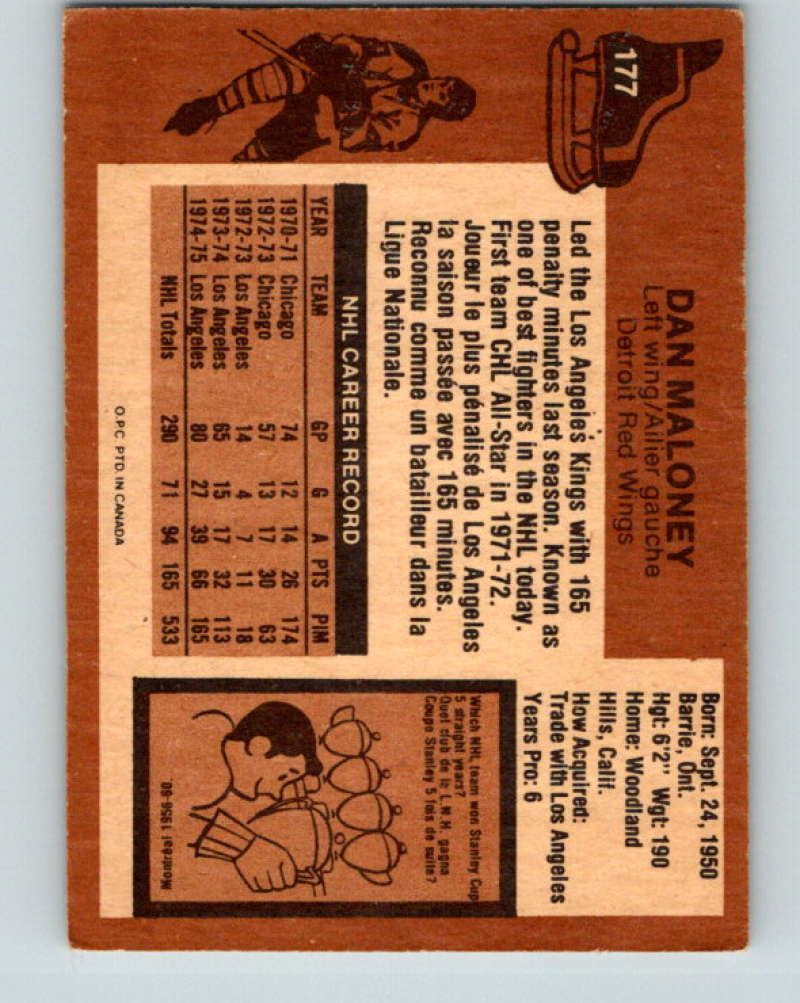 177
DAN MALONEY
Left wing/Ailier gauche
Detroit Red Wings
Born: Sept. 24, 1950
Barrie, Ont.
Hgt: 6'2" Wgt: 190
Home: Woodland
Hills, Calif.
How Acquired:
Trade with Los Angeles
Years Pro: 6
Led the Los Angeles Kings with 165
penalty minutes last season. Known as
one of best fighters in the NHL today.
First team CHL All-Star in 1971-72.
Joueur le plus pénalisé de Los Angeles
la saison passée avec 165 minutes.
Reconnu comme un batailleur dans la
Ligue Nationale.
NHL CAREER RECORD
YEAR TEAM GP G A PTS PIM
1970-71 Chicago 74 12 14 26 174
1972-73 Chicago 57 13 17 30 63
1972-73 Los Angeles 14 4 7 11 18
1973-74 Los Angeles 65 15 17 32 113
1974-75 Los Angeles 80 27 39 66 165
NHL Totals 290 71 94 165 533
O.P.C. PTD. IN CANADA
Which NHL team won Stanley Cup
5 straight years?
Quel club de la L.N.H. gagna
Coupe Stanley 5 fois de suite?
Montréal 1956-60.